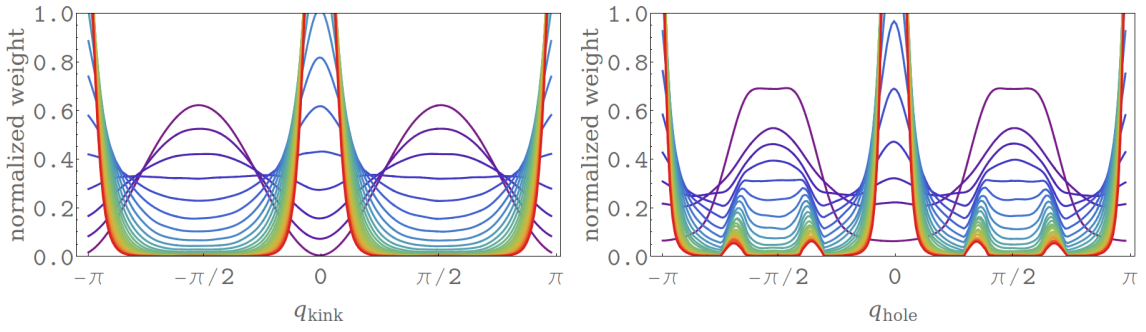 normalized weight
1.0
0.8
0.6
0.4
0.2
0.0
−π
−π/2
0
π/2
π
q_kink
normalized weight
1.0
0.8
0.6
0.4
0.2
0.0
−π
−π/2
0
π/2
π
q_hole